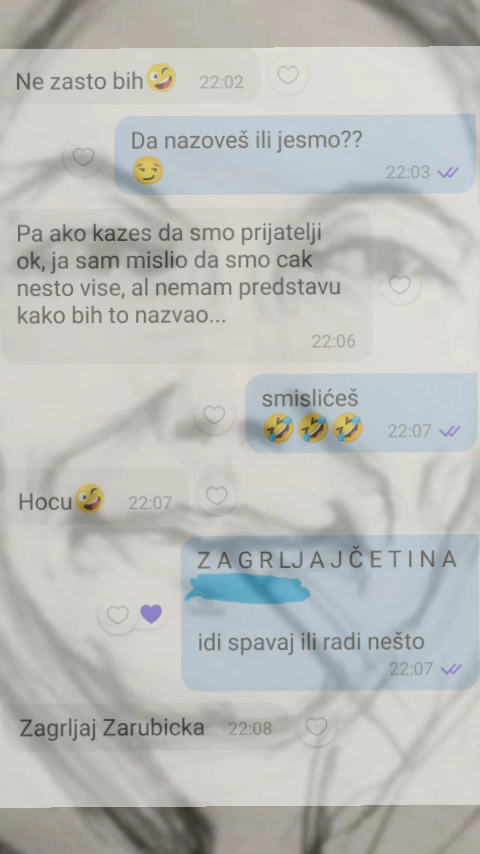 Ne zasto bih🤪 22:02
Da nazoveš ili jesmo??
😏 22:03
Pa ako kazes da smo prijatelji
ok, ja sam mislio da smo cak
nesto vise, al nemam predstavu
kako bih to nazvao...
22:06
smislićeš
🤣🤣🤣 22:07
Hocu🤪 22:07
Z A G R LJ A J Č E T I N A
idi spavaj ili radi nešto
22:07
Zagrljaj Zarubicka 22:08